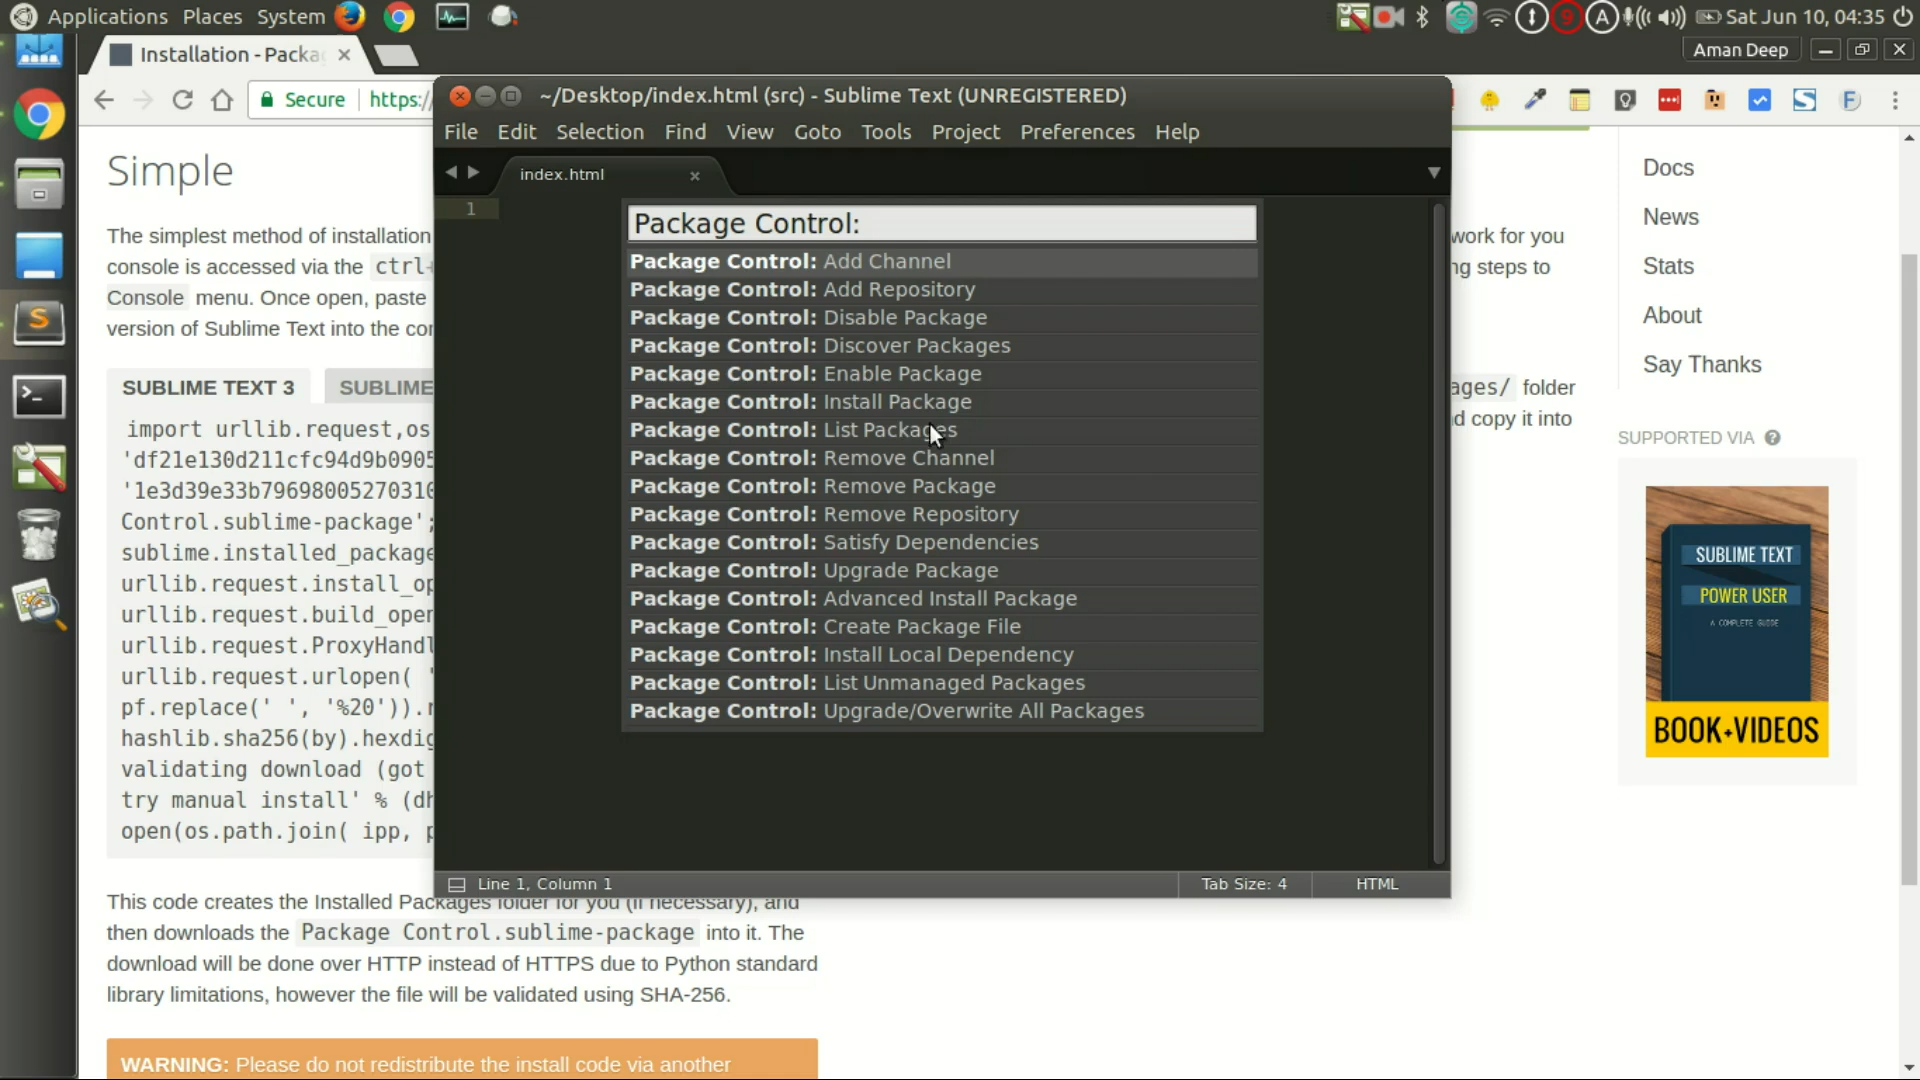 Applications Places System
Sat Jun 10, 04:35
Installation - Packa
Aman Deep
Secure https:/
~/Desktop/index.html (src) - Sublime Text (UNREGISTERED)
File Edit Selection Find View Goto Tools Project Preferences Help
index.html
1
Package Control:
Package Control: Add Channel
Package Control: Add Repository
Package Control: Disable Package
Package Control: Discover Packages
Package Control: Enable Package
Package Control: Install Package
Package Control: List Packages
Package Control: Remove Channel
Package Control: Remove Package
Package Control: Remove Repository
Package Control: Satisfy Dependencies
Package Control: Upgrade Package
Package Control: Advanced Install Package
Package Control: Create Package File
Package Control: Install Local Dependency
Package Control: List Unmanaged Packages
Package Control: Upgrade/Overwrite All Packages
Line 1, Column 1
Tab Size: 4
HTML
Simple
The simplest method of installation
console is accessed via the ctrl
Console menu. Once open, paste
version of Sublime Text into the
SUBLIME TEXT 3 SUBLIME
import urllib.request,os
'df21e130d211cfc94d9b0905
'1e3d39e33b79698005270310
Control.sublime-package';
sublime.installed_package
urllib.request.install_op
urllib.request.build_open
urllib.request.ProxyHandl
urllib.request.urlopen( '
pf.replace(' ', '%20')).r
hashlib.sha256(by).hexdig
validating download (got
try manual install' % (dh
open(os.path.join( ipp, p
This code creates the Installed Packages folder for you (if necessary), and
then downloads the Package Control.sublime-package into it. The
download will be done over HTTP instead of HTTPS due to Python standard
library limitations, however the file will be validated using SHA-256.
WARNING: Please do not redistribute the install code via another
work for you
g steps to
ages/ folder
d copy it into
Docs
News
Stats
About
Say Thanks
SUPPORTED VIA ?
SUBLIME TEXT
POWER USER
A COMPLETE GUIDE
BOOK+VIDEOS